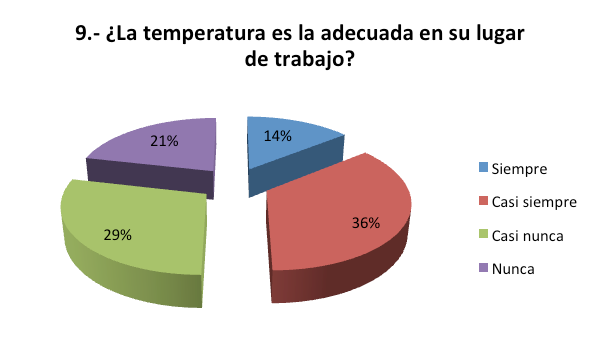 9.- ¿La temperatura es la adecuada en su lugar
de trabajo?
14%
21%
36%
29%
Siempre
Casi siempre
Casi nunca
Nunca